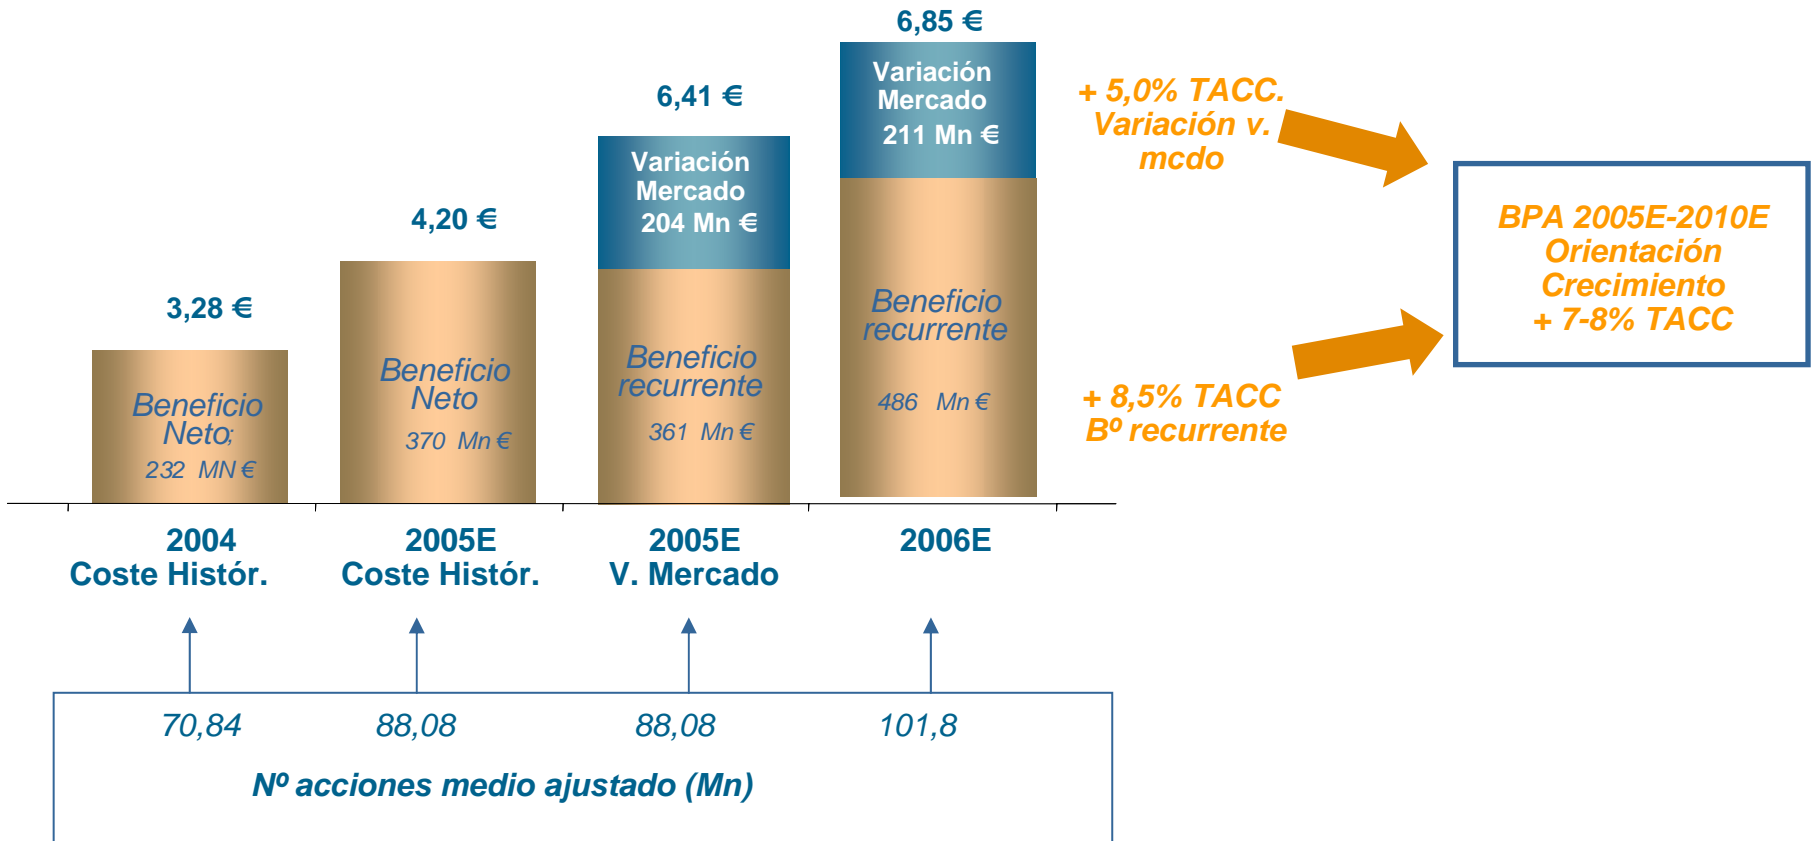 6,85 €
Variación
Mercado
211 Mn €
6,41 €
Variación
Mercado
204 Mn €
4,20 €
3,28 €
Beneficio
Neto;
232 MN €
Beneficio
Neto
370 Mn €
Beneficio
recurrente
361 Mn €
Beneficio
recurrente
486 Mn €
+ 5,0% TACC.
Variación v.
mcdo
+ 8,5% TACC
Bº recurrente
BPA 2005E-2010E
Orientación
Crecimiento
+ 7-8% TACC
2004
Coste Histór.
2005E
Coste Histór.
2005E
V. Mercado
2006E
70,84
88,08
88,08
101,8
Nº acciones medio ajustado (Mn)